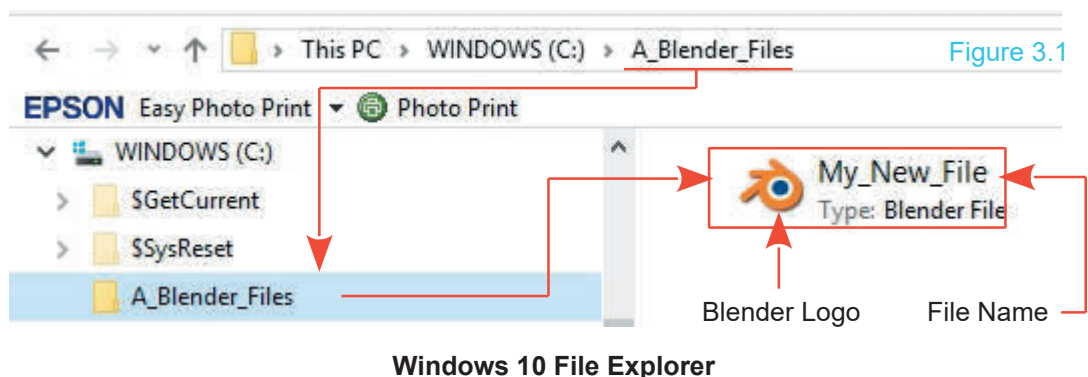 This PC > WINDOWS (C:) > A_Blender_Files
Figure 3.1
EPSON Easy Photo Print Photo Print
WINDOWS (C:)
$GetCurrent
$SysReset
A_Blender_Files
My_New_File
Type: Blender File
Blender Logo
File Name
Windows 10 File Explorer